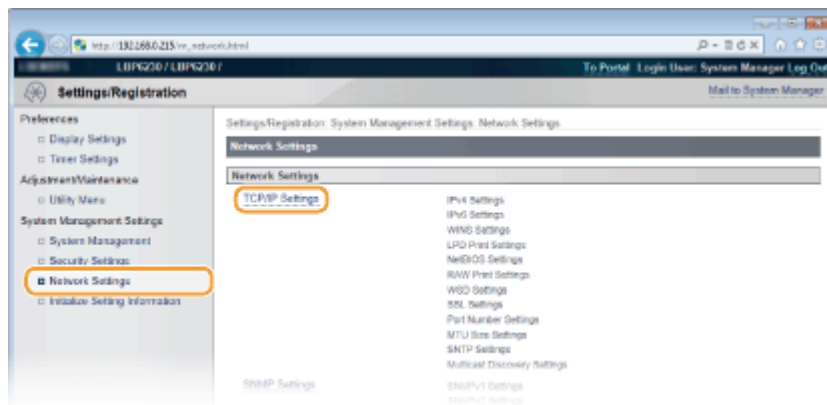 http://192.168.0.215/m_network.html
LBP6230 / LBP6230 /
To Portal Login User: System Manager Log Out
Settings/Registration
Mail to System Manager
Preferences
Display Settings
Timer Settings
Adjustment/Maintenance
Utility Menu
System Management Settings
System Management
Security Settings
Network Settings
Initialize Setting Information
Settings/Registration: System Management Settings: Network Settings
Network Settings
Network Settings
TCP/IP Settings
IPv4 Settings
IPv6 Settings
WINS Settings
LPD Print Settings
NetBIOS Settings
RAW Print Settings
WSD Settings
SSL Settings
Port Number Settings
MTU Size Settings
SNTP Settings
Multicast Discovery Settings
SNMP Settings
SNMPv1 Settings
SNMPv3 Settings